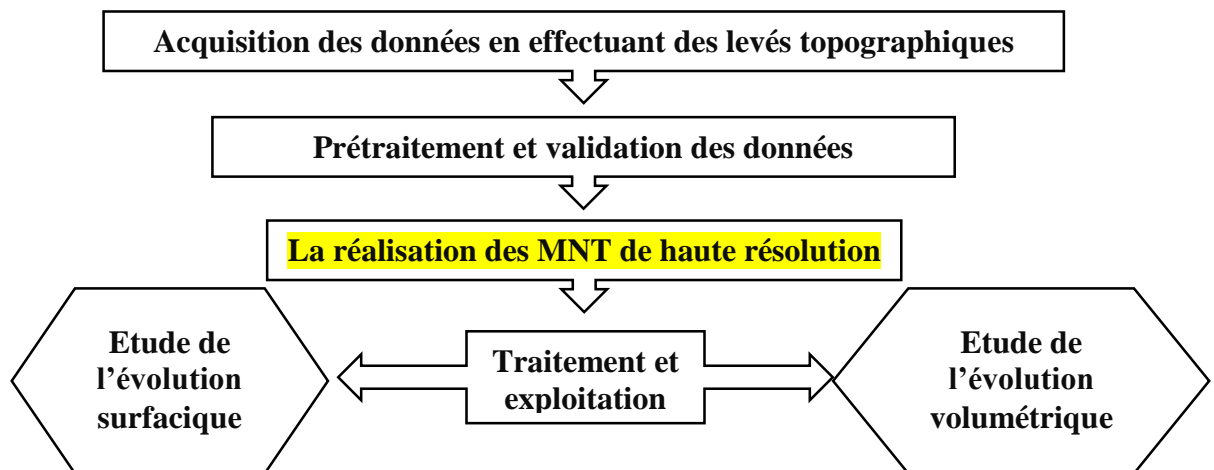 Acquisition des données en effectuant des levés topographiques
Prétraitement et validation des données
La réalisation des MNT de haute résolution
Etude de
l’évolution
surfacique
Traitement et
exploitation
Etude de
l’évolution
volumétrique